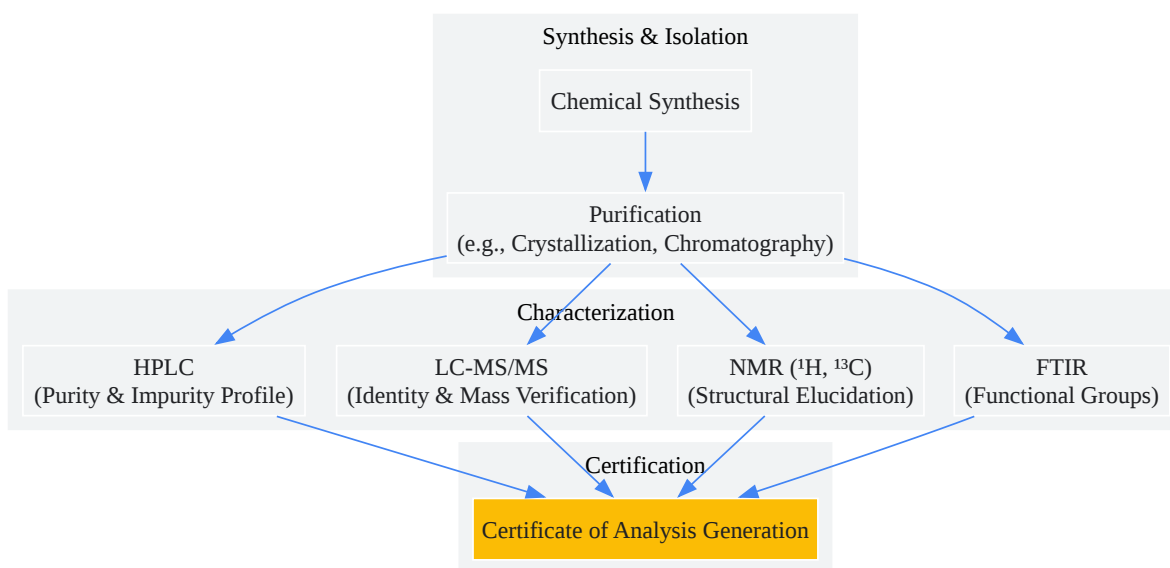 Synthesis & Isolation
Chemical Synthesis
Purification
(e.g., Crystallization, Chromatography)
Characterization
HPLC
(Purity & Impurity Profile)
LC-MS/MS
(Identity & Mass Verification)
NMR (¹H, ¹³C)
(Structural Elucidation)
FTIR
(Functional Groups)
Certification
Certificate of Analysis Generation